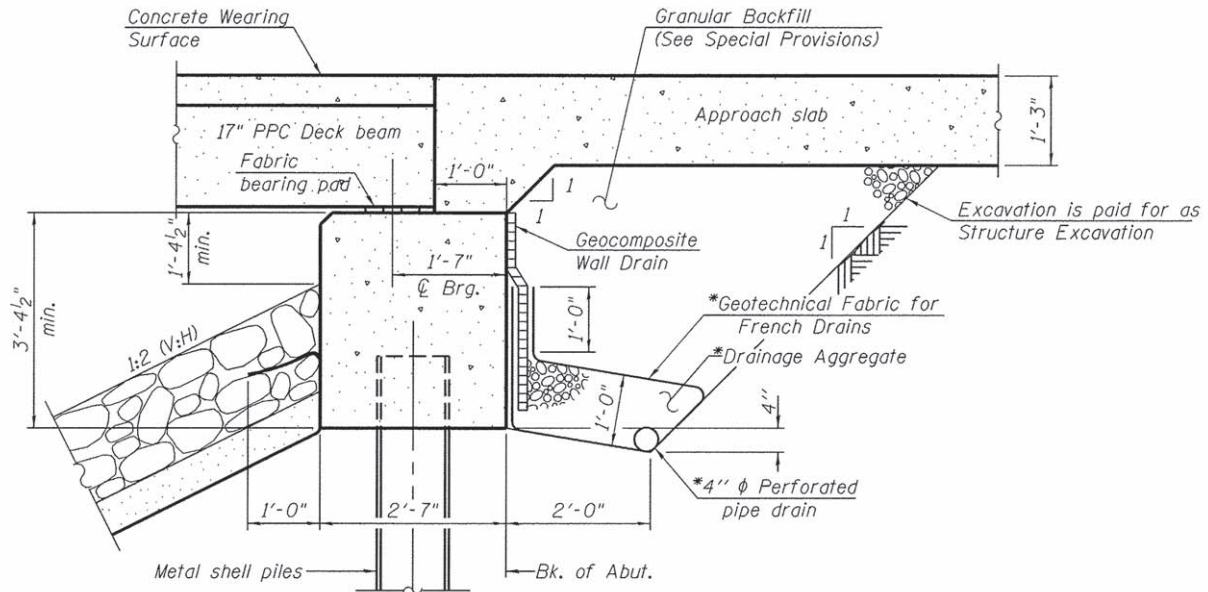 Concrete Wearing
Surface
Granular Backfill
(See Special Provisions)
17" PPC Deck beam
Approach slab
1'-3"
Fabric
bearing pad
1'-0"
1
1
Excavation is paid for as
Structure Excavation
1
1
Geocomposite
Wall Drain
1'-4½"
min.
1'-7"
℄ Brg.
3'-4½"
min.
1:2 (V:H)
1'-0"
*Geotechnical Fabric for
French Drains
*Drainage Aggregate
1'-0"
4"
*4" ϕ Perforated
pipe drain
1'-0"
2'-7"
2'-0"
Metal shell piles
Bk. of Abut.